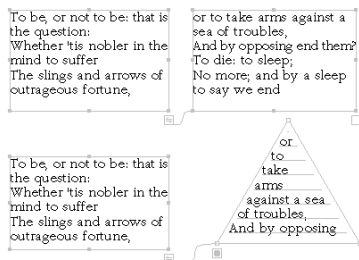 To be, or not to be: that is
the question:
Whether 'tis nobler in the
mind to suffer
The slings and arrows of
outrageous fortune,
or to take arms against a
sea of troubles,
And by opposing end them?
To die: to sleep;
No more; and by a sleep
to say we end
To be, or not to be: that is
the question:
Whether 'tis nobler in the
mind to suffer
The slings and arrows of
outrageous fortune,
or
to
take
arms
against a sea
of troubles,
And by opposing